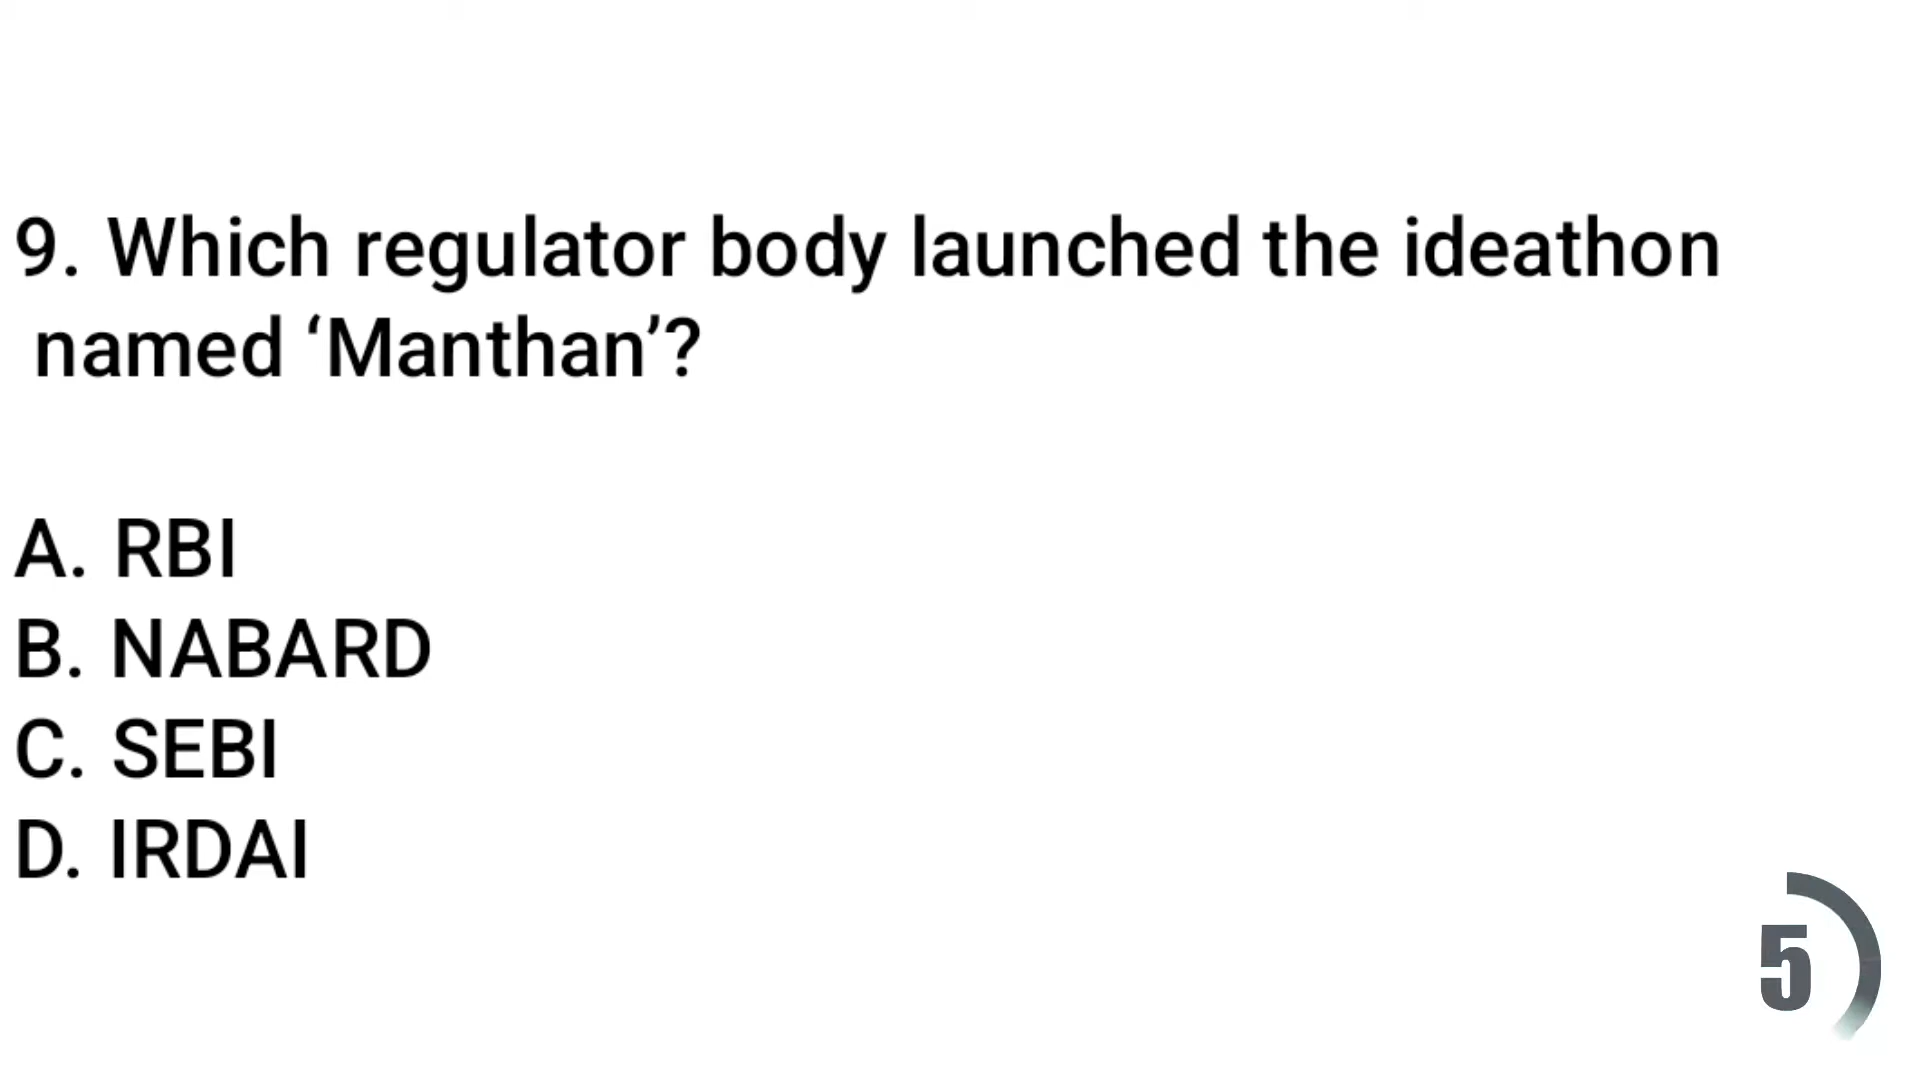 9. Which regulator body launched the ideathon
named ‘Manthan’?
A. RBI
B. NABARD
C. SEBI
D. IRDAI
5